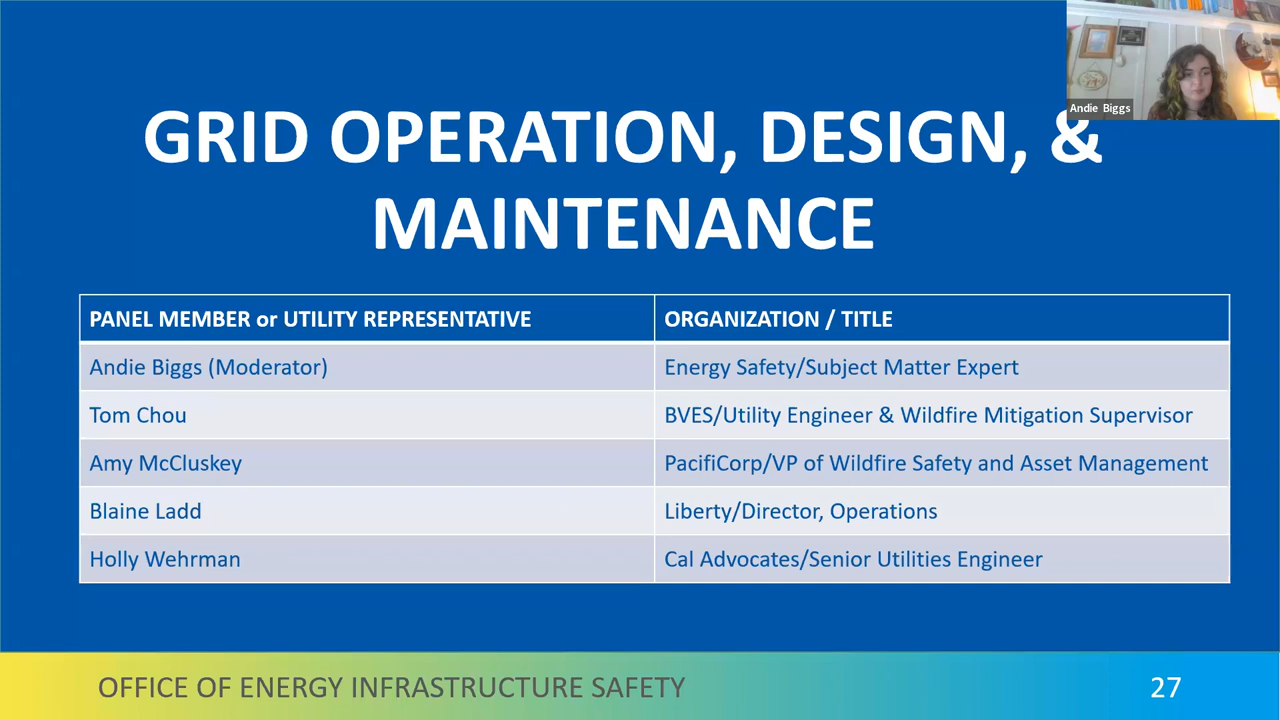 Andie Biggs
GRID OPERATION, DESIGN, &
MAINTENANCE
PANEL MEMBER or UTILITY REPRESENTATIVE
ORGANIZATION / TITLE
Andie Biggs (Moderator)
Energy Safety/Subject Matter Expert
Tom Chou
BVES/Utility Engineer & Wildfire Mitigation Supervisor
Amy McCluskey
PacifiCorp/VP of Wildfire Safety and Asset Management
Blaine Ladd
Liberty/Director, Operations
Holly Wehrman
Cal Advocates/Senior Utilities Engineer
OFFICE OF ENERGY INFRASTRUCTURE SAFETY
27